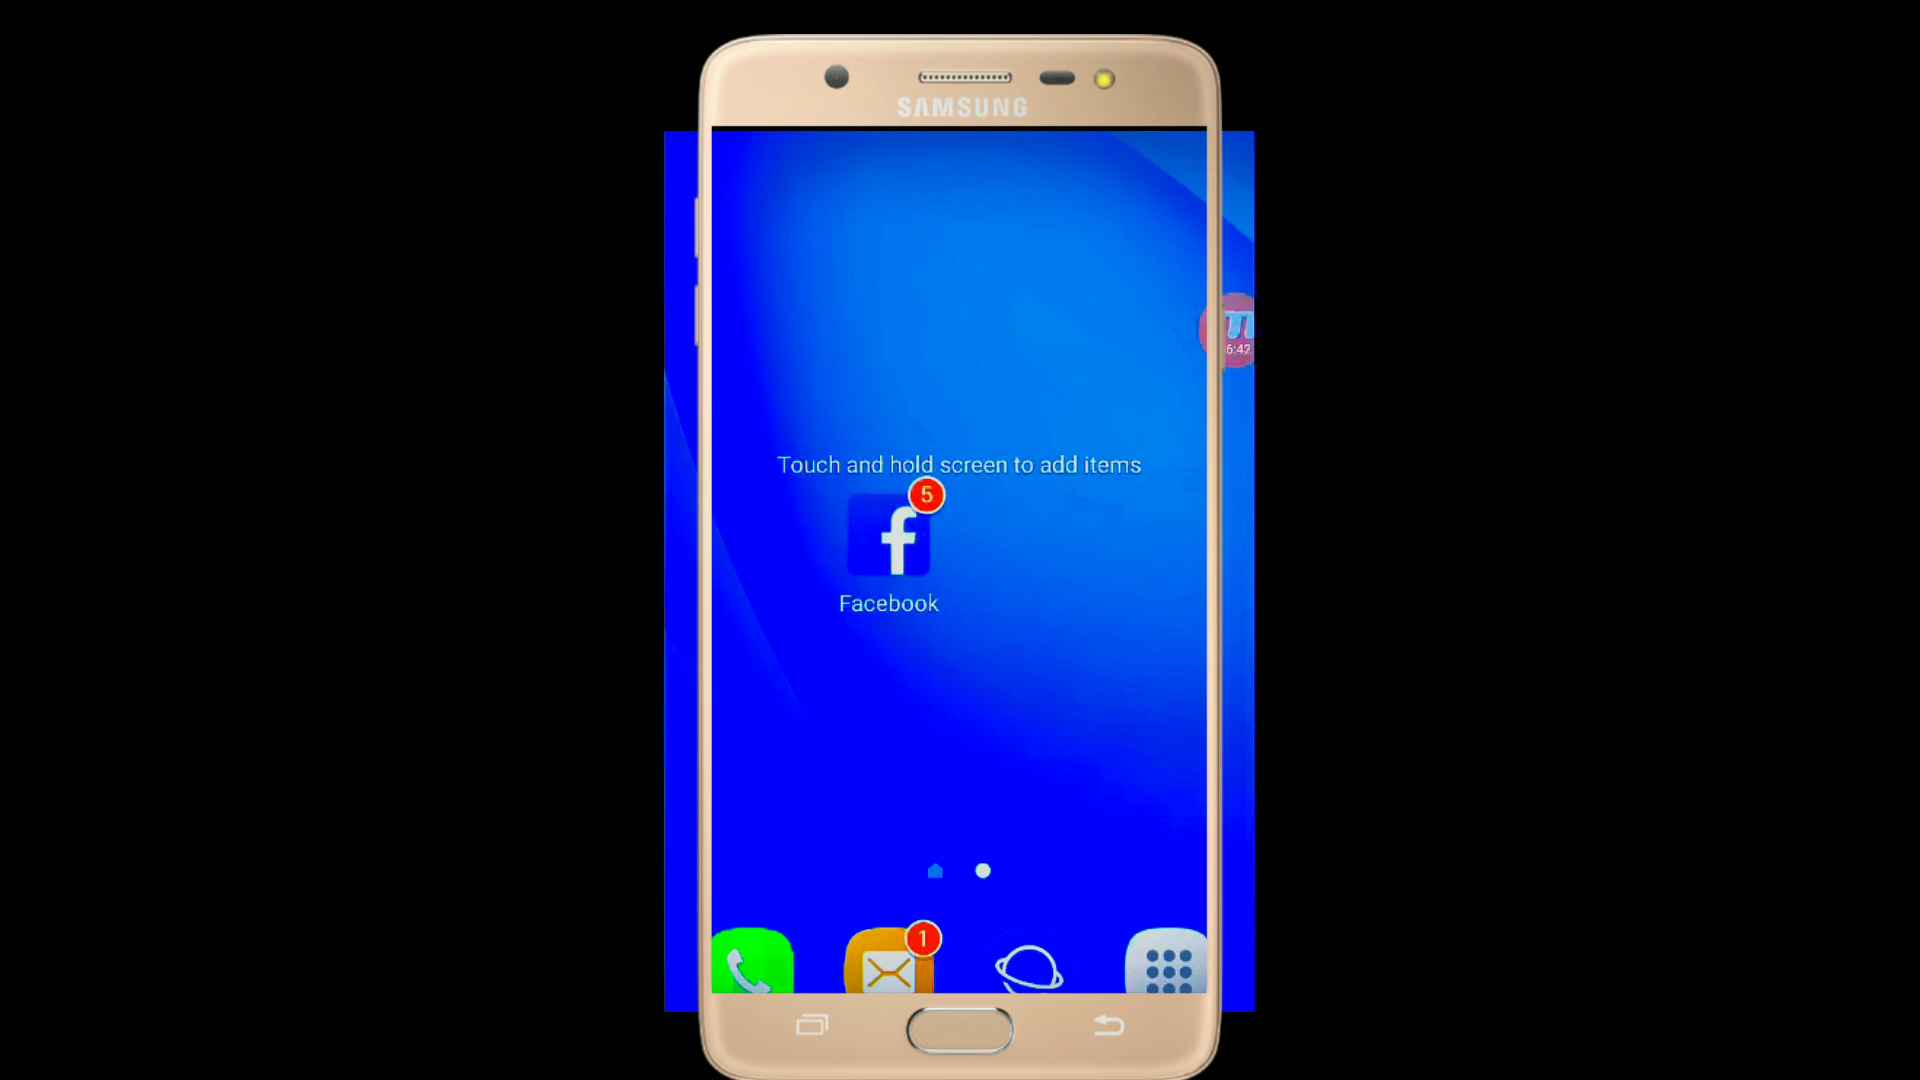 SAMSUNG
6:42
Touch and hold screen to add items
5
Facebook
1